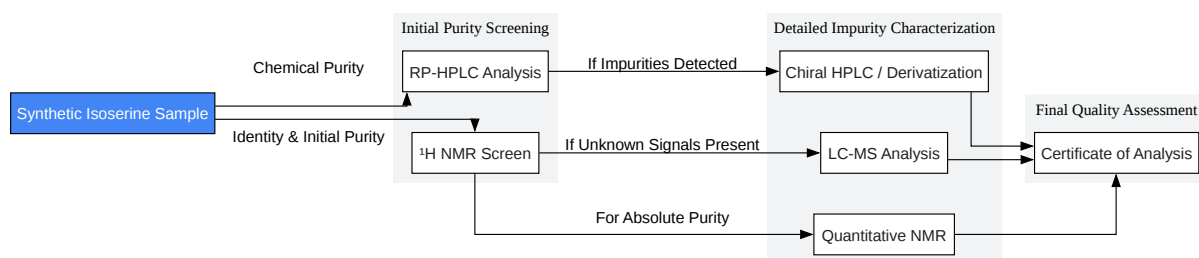 Initial Purity Screening
Detailed Impurity Characterization
Chemical Purity
RP-HPLC Analysis
If Impurities Detected
Chiral HPLC / Derivatization
Synthetic Isoserine Sample
Final Quality Assessment
Identity & Initial Purity
¹H NMR Screen
If Unknown Signals Present
LC-MS Analysis
Certificate of Analysis
For Absolute Purity
Quantitative NMR